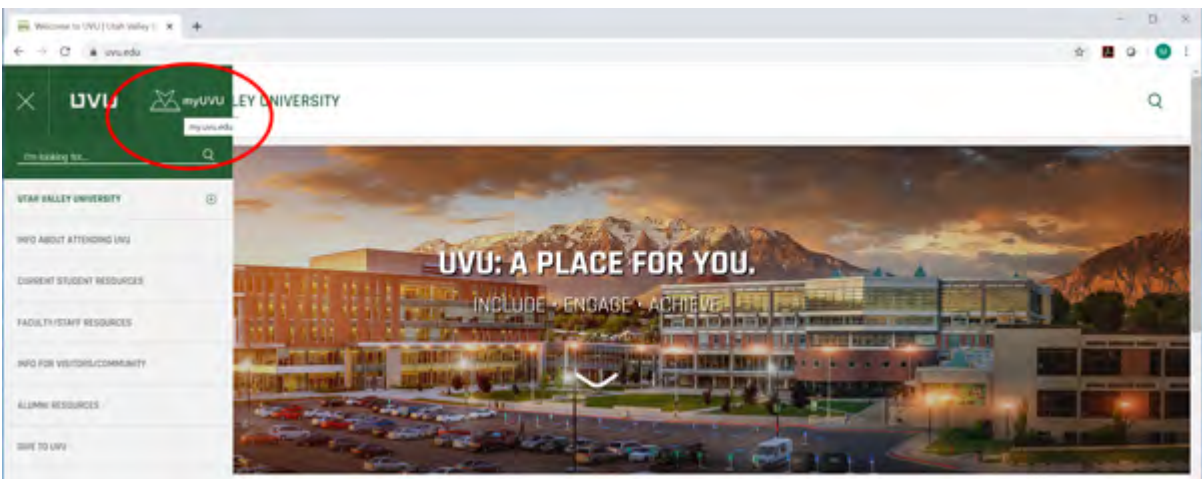 Welcome to UVU | Utah Valley U
uvu.edu
UVU
myUVU
LEY UNIVERSITY
my.uvu.edu
I'm looking for...
UTAH VALLEY UNIVERSITY
INFO ABOUT ATTENDING UVU
CURRENT STUDENT RESOURCES
FACULTY/STAFF RESOURCES
INFO FOR VISITORS/COMMUNITY
ALUMNI RESOURCES
GIVE TO UVU
UVU: A PLACE FOR YOU.
INCLUDE • ENGAGE • ACHIEVE